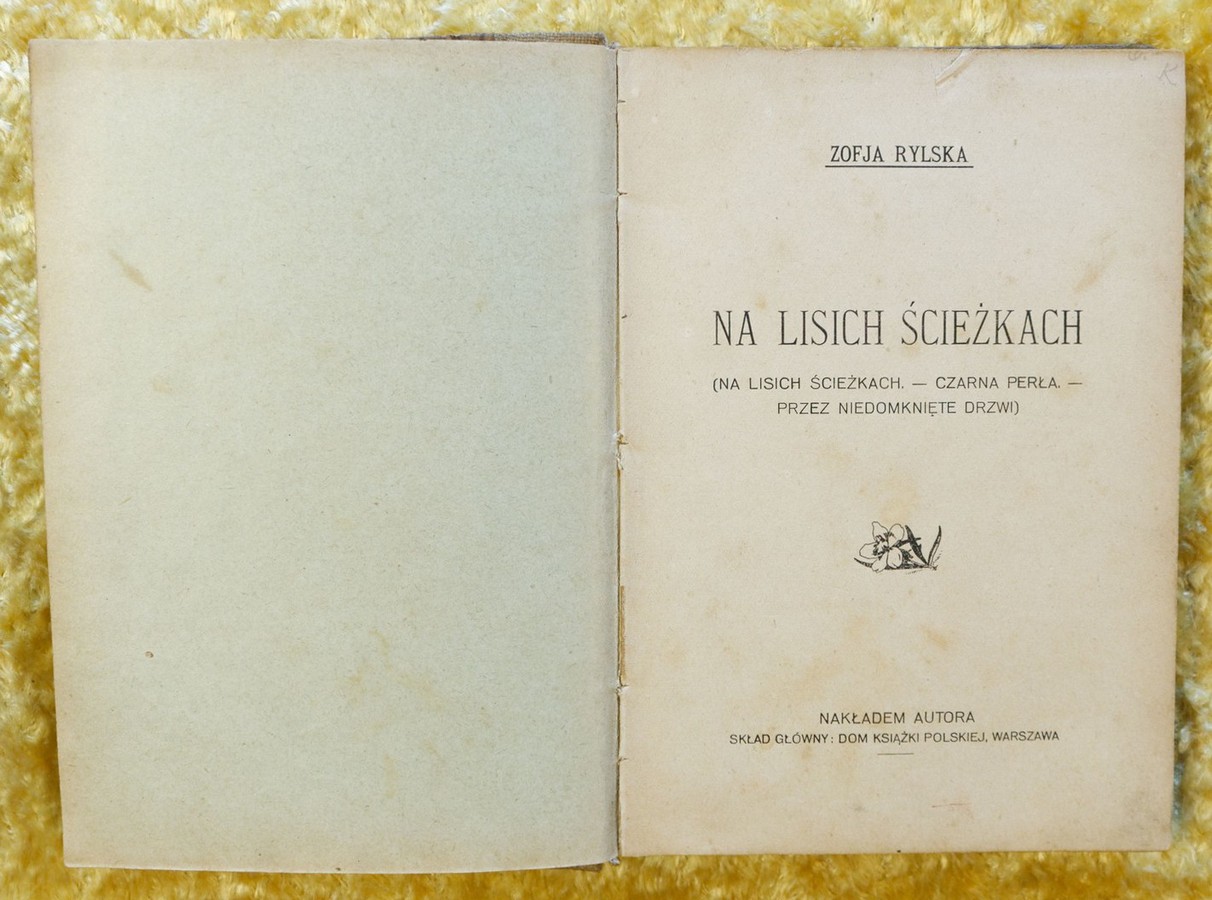 ZOFJA RYLSKA
NA LISICH ŚCIEŻKACH
(NA LISICH ŚCIEŻKACH. — CZARNA PERŁA. —
PRZEZ NIEDOMKNIĘTE DRZWI)
NAKŁADEM AUTORA
SKŁAD GŁÓWNY: DOM KSIĄŻKI POLSKIEJ, WARSZAWA